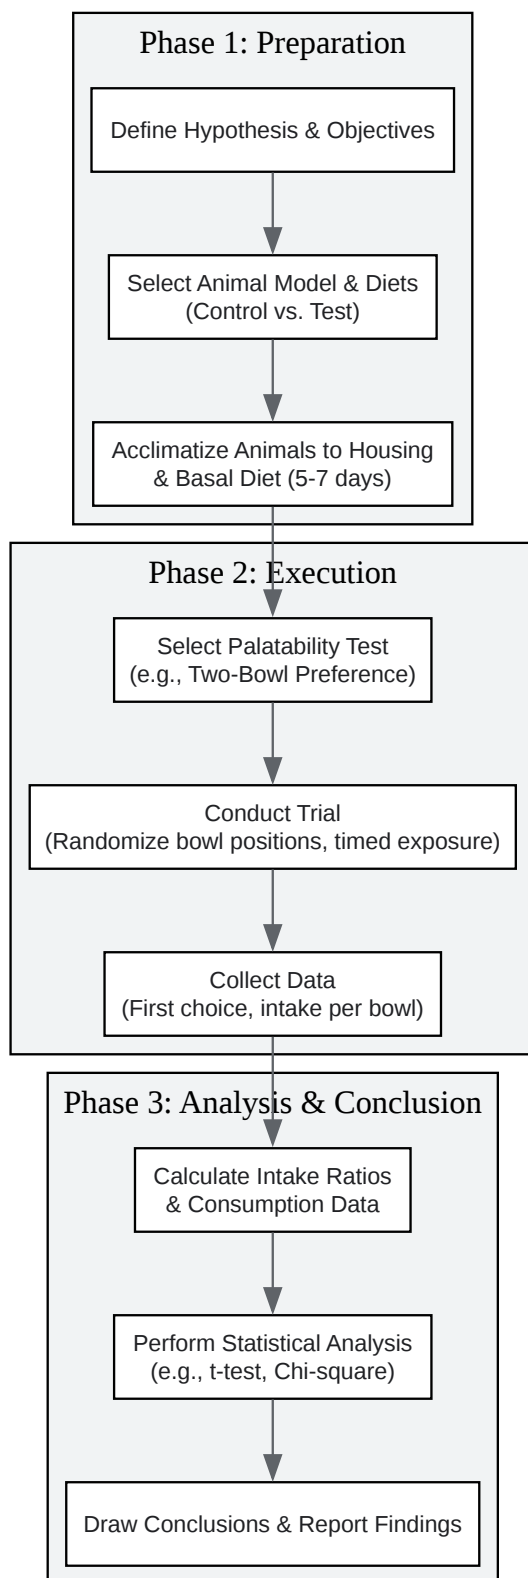 Phase 1: Preparation
Define Hypothesis & Objectives
Select Animal Model & Diets
(Control vs. Test)
Acclimatize Animals to Housing
& Basal Diet (5-7 days)
Phase 2: Execution
Select Palatability Test
(e.g., Two-Bowl Preference)
Conduct Trial
(Randomize bowl positions, timed exposure)
Collect Data
(First choice, intake per bowl)
Phase 3: Analysis & Conclusion
Calculate Intake Ratios
& Consumption Data
Perform Statistical Analysis
(e.g., t-test, Chi-square)
Draw Conclusions & Report Findings